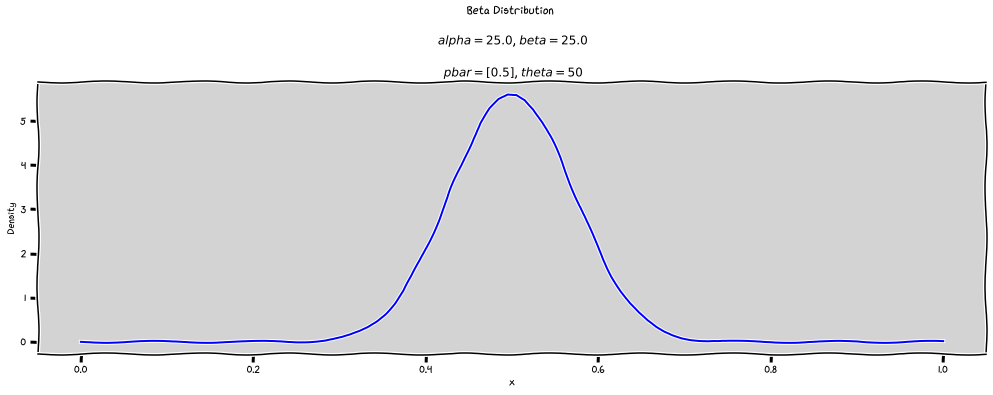 Beta Distribution
alpha = 25.0, beta = 25.0
pbar = [0.5], theta = 50
Density
5
4
3
2
1
0
0.0 0.2 0.4 0.6 0.8 1.0
x